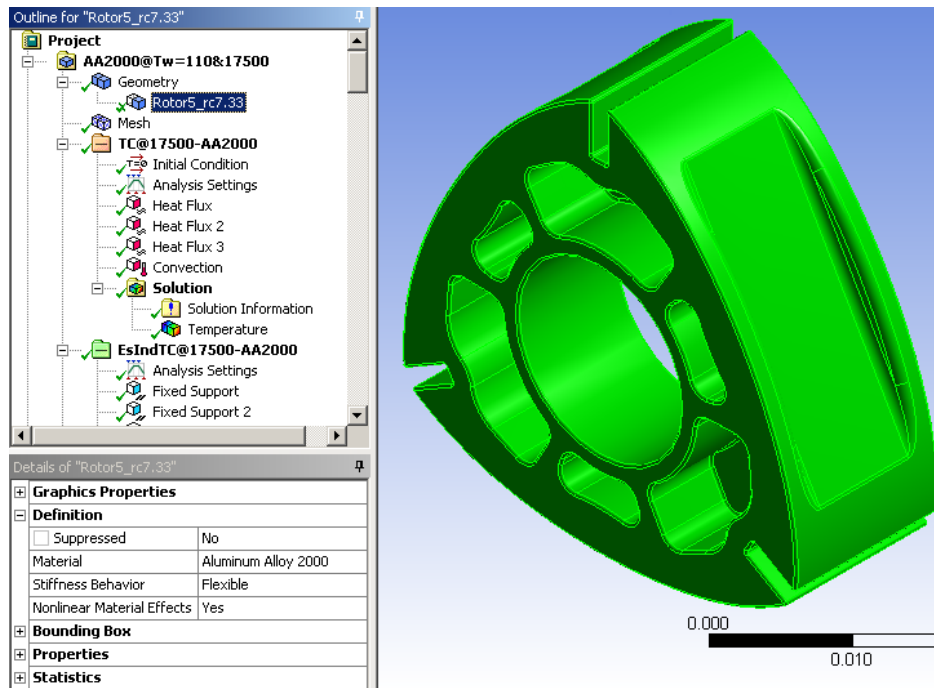 Outline for "Rotor5_rc7.33"
Project
AA2000@Tw=110&17500
Geometry
Rotor5_rc7.33
Mesh
TC@17500-AA2000
T=0 Initial Condition
Analysis Settings
Heat Flux
Heat Flux 2
Heat Flux 3
Convection
Solution
Solution Information
Temperature
EsIndTC@17500-AA2000
Analysis Settings
Fixed Support
Fixed Support 2
Details of "Rotor5_rc7.33"
Graphics Properties
Definition
Suppressed No
Material Aluminum Alloy 2000
Stiffness Behavior Flexible
Nonlinear Material Effects Yes
Bounding Box
Properties
Statistics
0.000
0.010